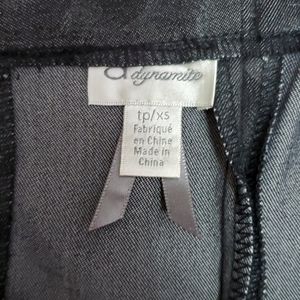 d dynamite
tp/xs
Fabriqué
en Chine
Made in
China